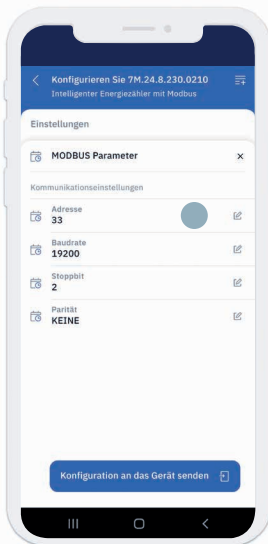 Konfigurieren Sie 7M.24.8.230.0210
Intelligenter Energiezähler mit Modbus
Einstellungen
MODBUS Parameter
Kommunikationseinstellungen
Adresse
33
Baudrate
19200
Stoppbit
2
Parität
KEINE
Konfiguration an das Gerät senden